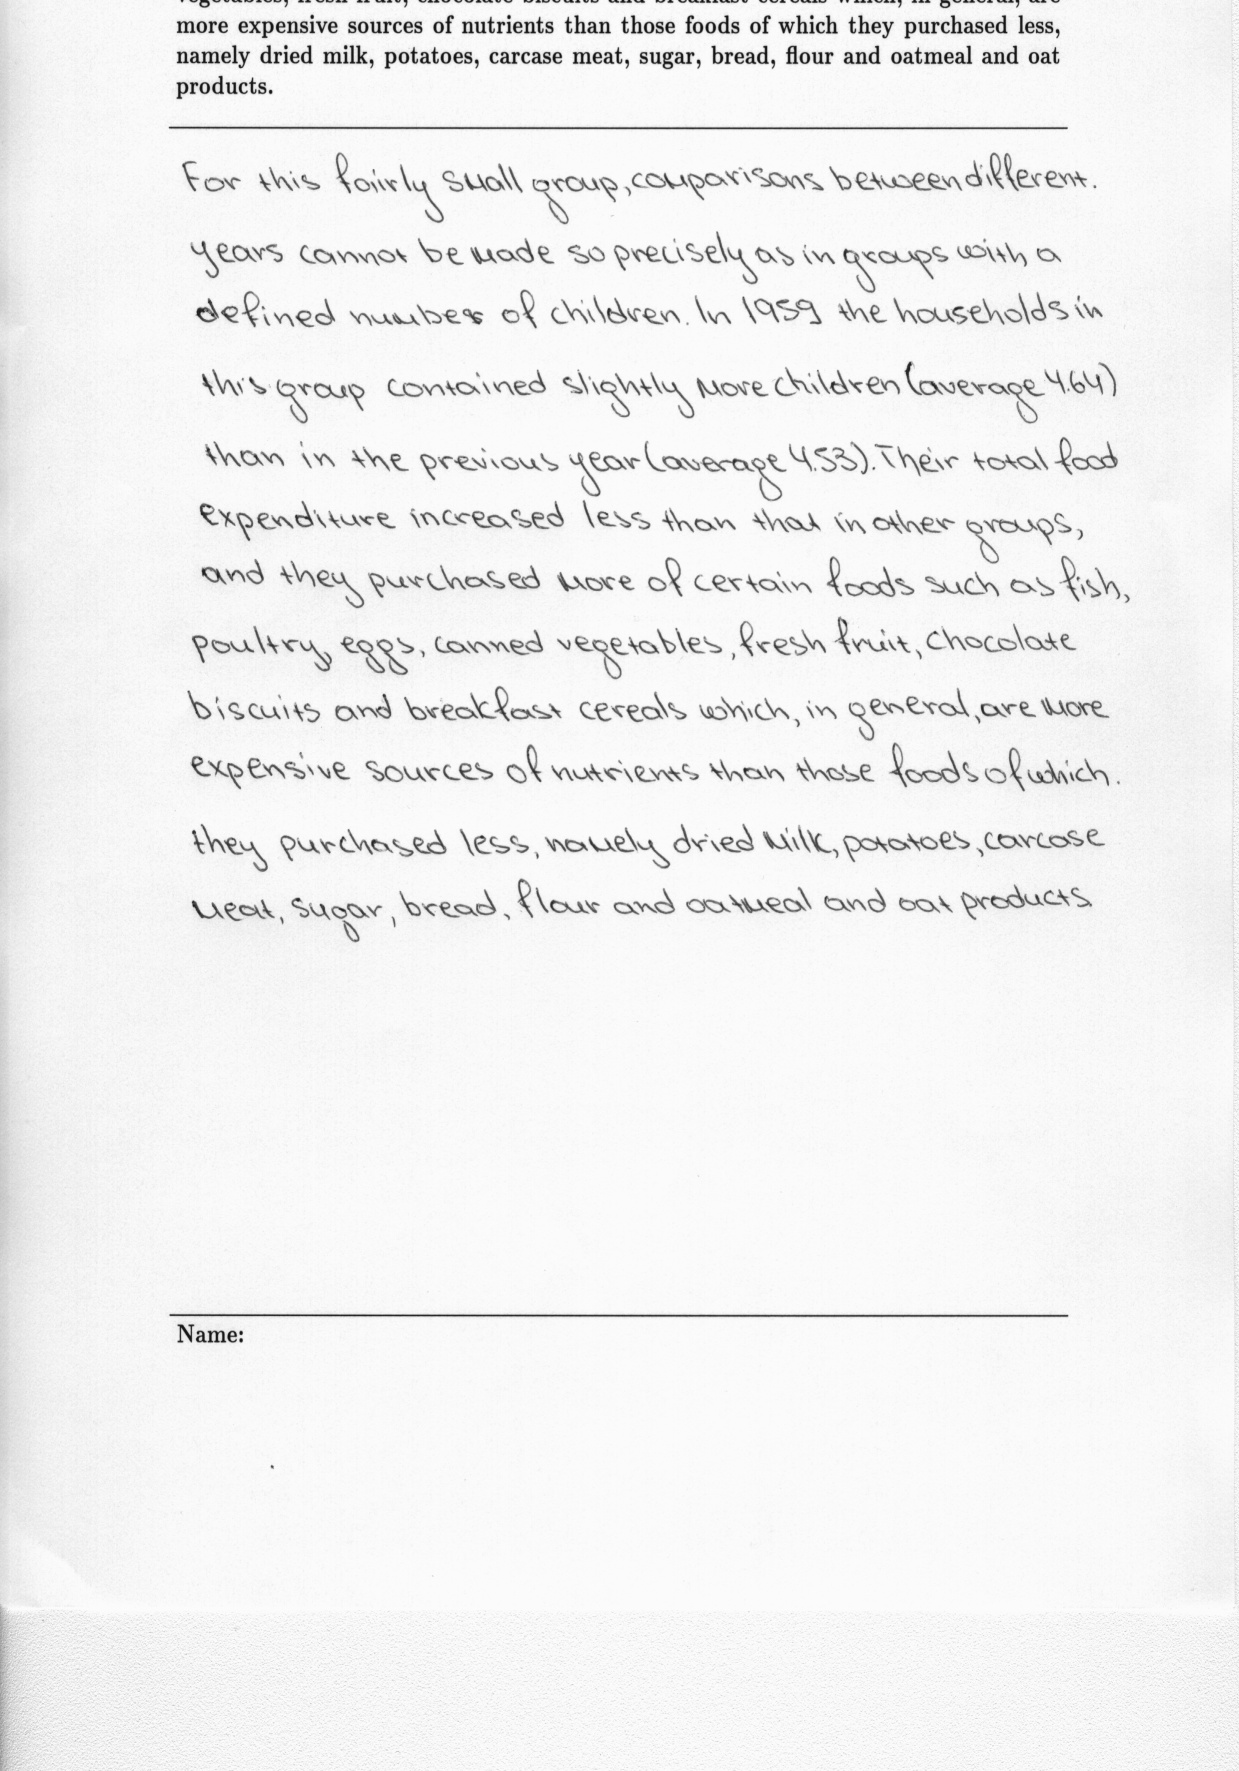 vegetables, fresh fruit, chocolate biscuits and breakfast cereals which, in general, are
more expensive sources of nutrients than those foods of which they purchased less,
namely dried milk, potatoes, carcase meat, sugar, bread, flour and oatmeal and oat
products.
For this fairly small group, comparisons between different.
years cannot be made so precisely as in groups with a
defined number of children. In 1959 the households in
this group contained slightly more children (average 4.64)
than in the previous year (average 4.53). Their total food
expenditure increased less than that in other groups,
and they purchased more of certain foods such as fish,
poultry, eggs, canned vegetables, fresh fruit, chocolate
biscuits and breakfast cereals which, in general, are more
expensive sources of nutrients than those foods of which.
they purchased less, namely dried milk, potatoes, carcase
meat, sugar, bread, flour and oatmeal and oat products
Name: